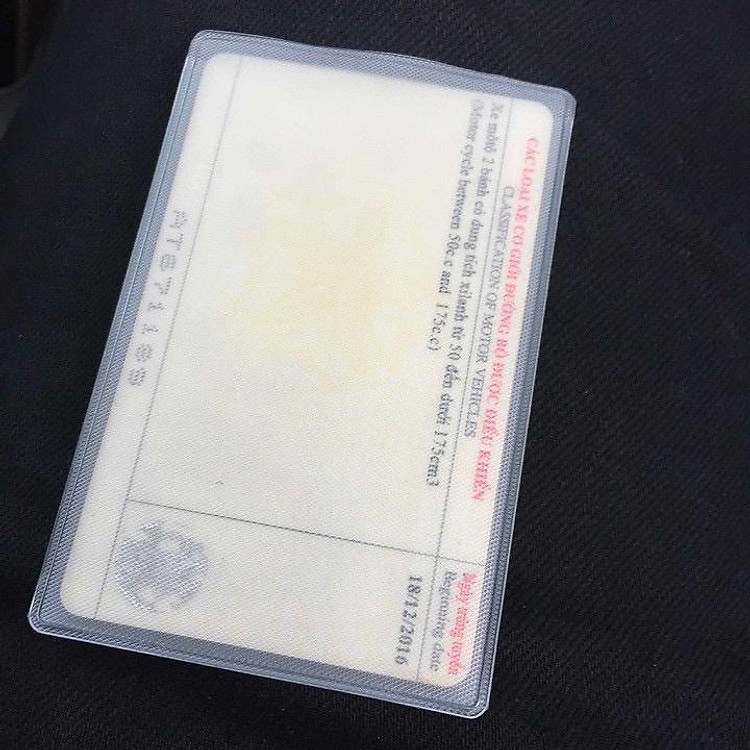 CÁC LOẠI XE CƠ GIỚI ĐƯỜNG BỘ ĐƯỢC ĐIỀU KHIỂN
CLASSIFICATION OF MOTOR VEHICLES
Ngày trúng tuyển
Beginning date
Xe môtô 2 bánh có dung tích xilanh từ 50 đến dưới 175cm3
(Motor cycle between 50c.c and 175c.c)
18/12/2016